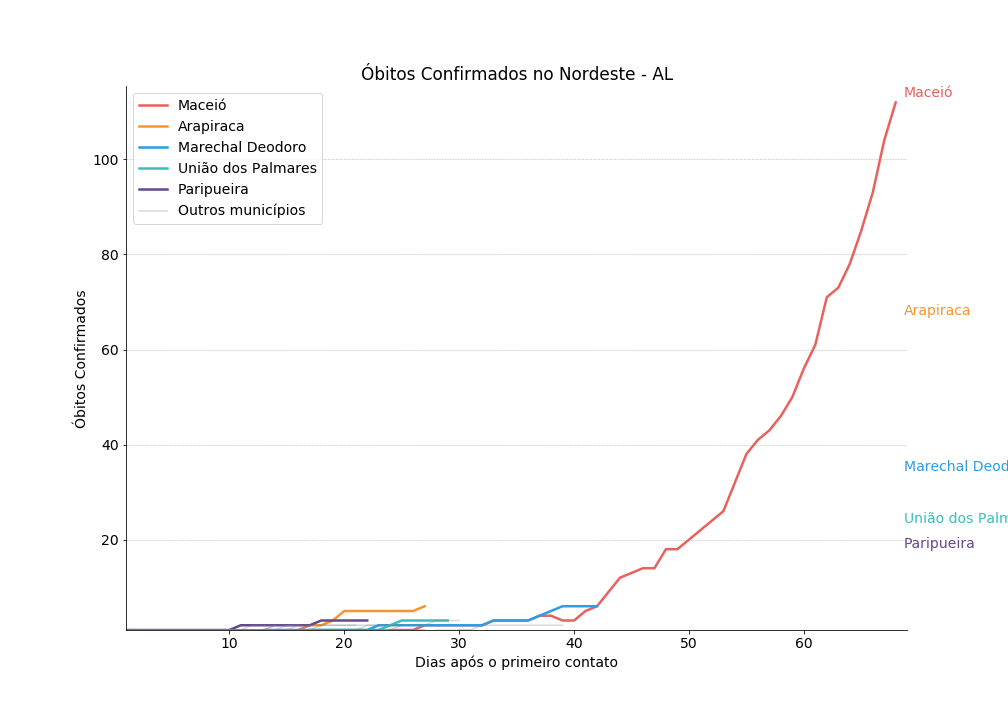 Óbitos Confirmados no Nordeste - AL
Maceió
Arapiraca
Marechal Deodoro
União dos Palmares
Paripueira
Outros municípios
Óbitos Confirmados
100
80
60
40
20
10
20
30
40
50
60
Dias após o primeiro contato
Maceió
Arapiraca
Marechal Deod
União dos Palm
Paripueira